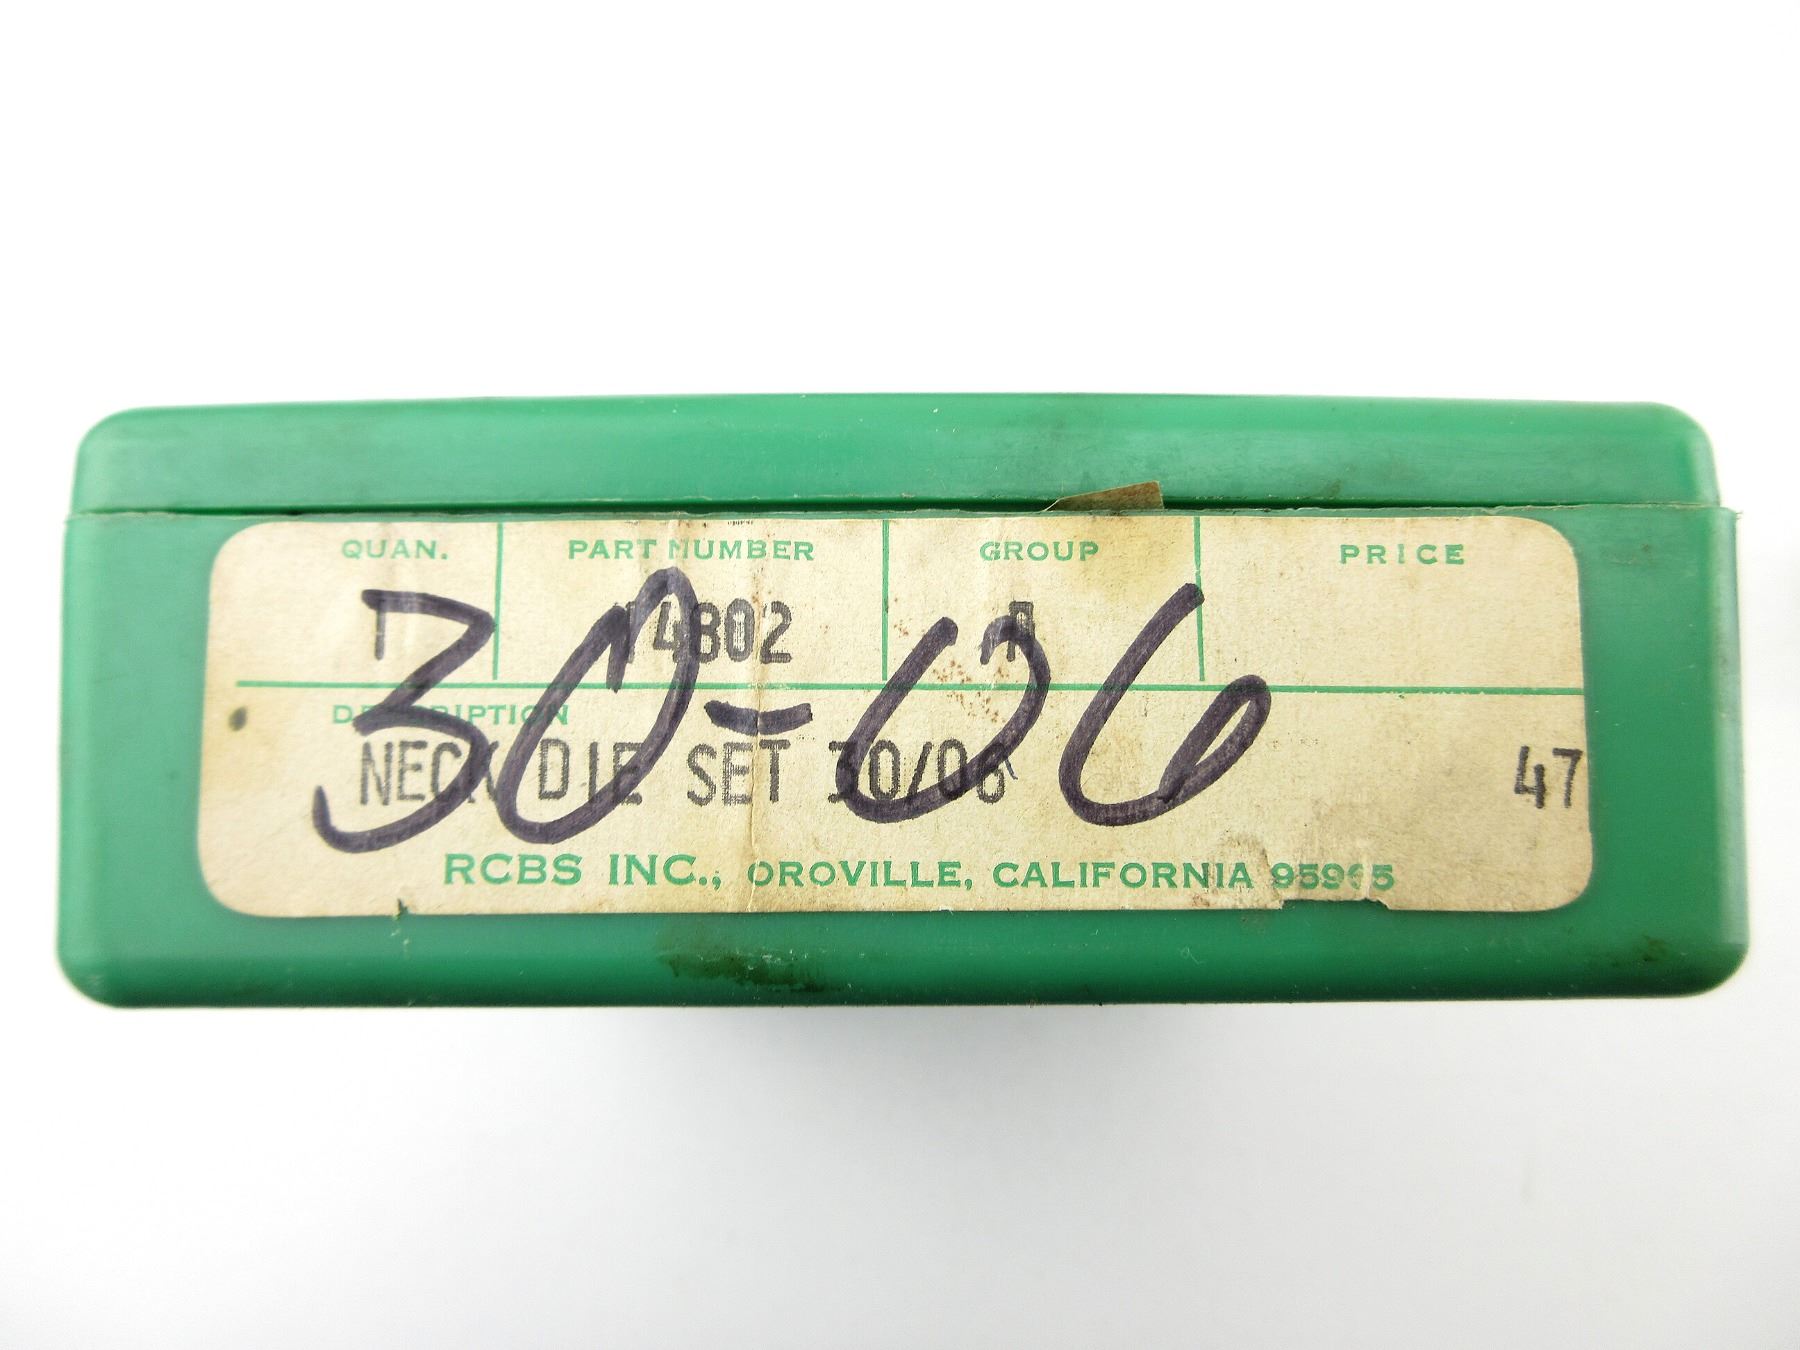 QUAN. PART NUMBER GROUP PRICE
1 14802 A
30-06
DESCRIPTION
NECK DIE SET 30/06 47
RCBS INC., OROVILLE, CALIFORNIA 95965